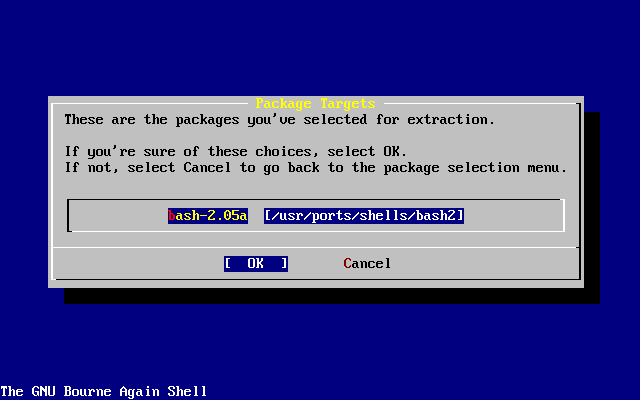 Package Targets
These are the packages you've selected for extraction.
If you're sure of these choices, select OK.
If not, select Cancel to go back to the package selection menu.
bash-2.05a [/usr/ports/shells/bash2]
[ OK ] Cancel
The GNU Bourne Again Shell